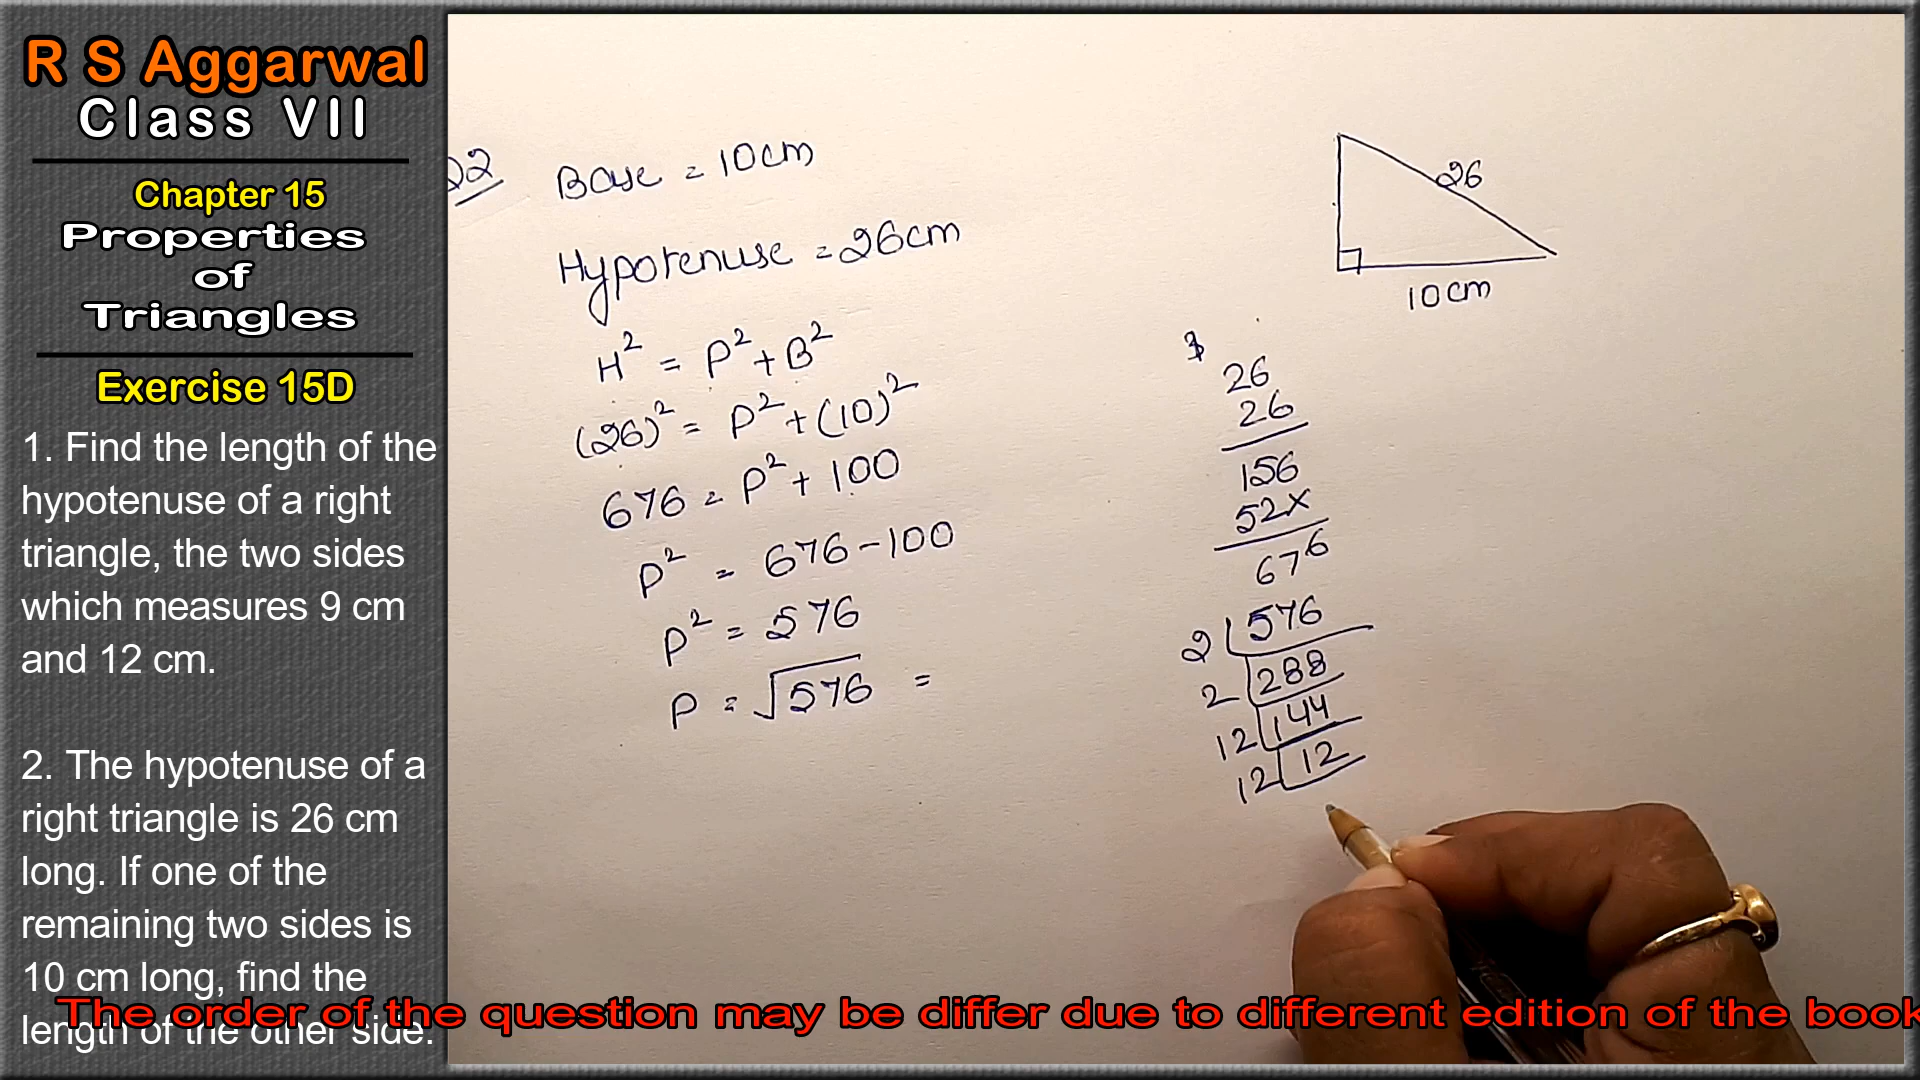 R S Aggarwal
Class VII
Chapter 15
Properties
of
Triangles
Exercise 15D
1. Find the length of the
hypotenuse of a right
triangle, the two sides
which measures 9 cm
and 12 cm.
2. The hypotenuse of a
right triangle is 26 cm
long. If one of the
remaining two sides is
10 cm long, find the
length of the other side.
Q2 Base = 10cm
Hypotenuse = 26cm
H² = P² + B²
(26)² = P² + (10)²
676 = P² + 100
P² = 676 - 100
P² = 576
P = √576 =
26
10cm
26
26
156
52×
676
2 576
2 288
12 144
12 12
The order of the question may be differ due to different edition of the book